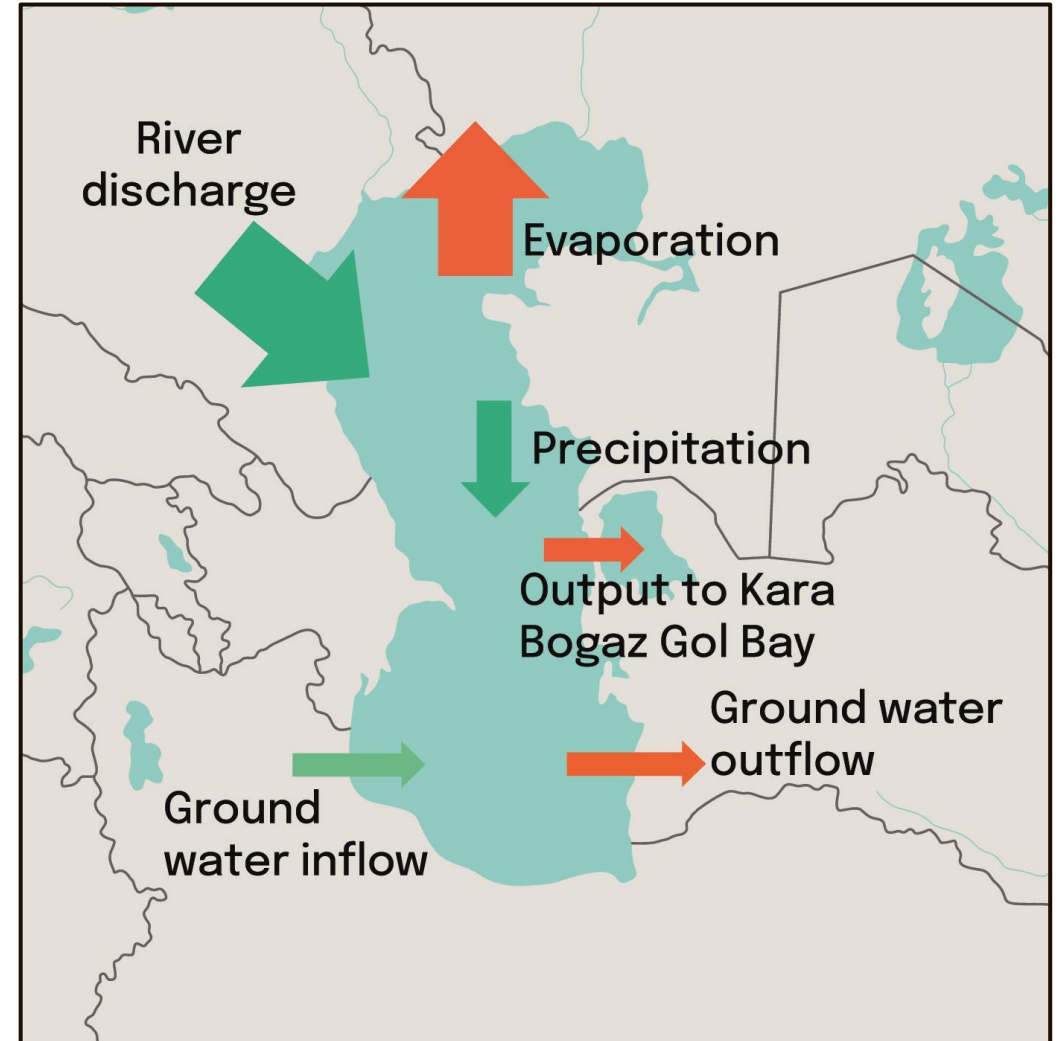 River
discharge
Evaporation
Precipitation
Output to Kara
Bogaz Gol Bay
Ground water
outflow
Ground
water inflow